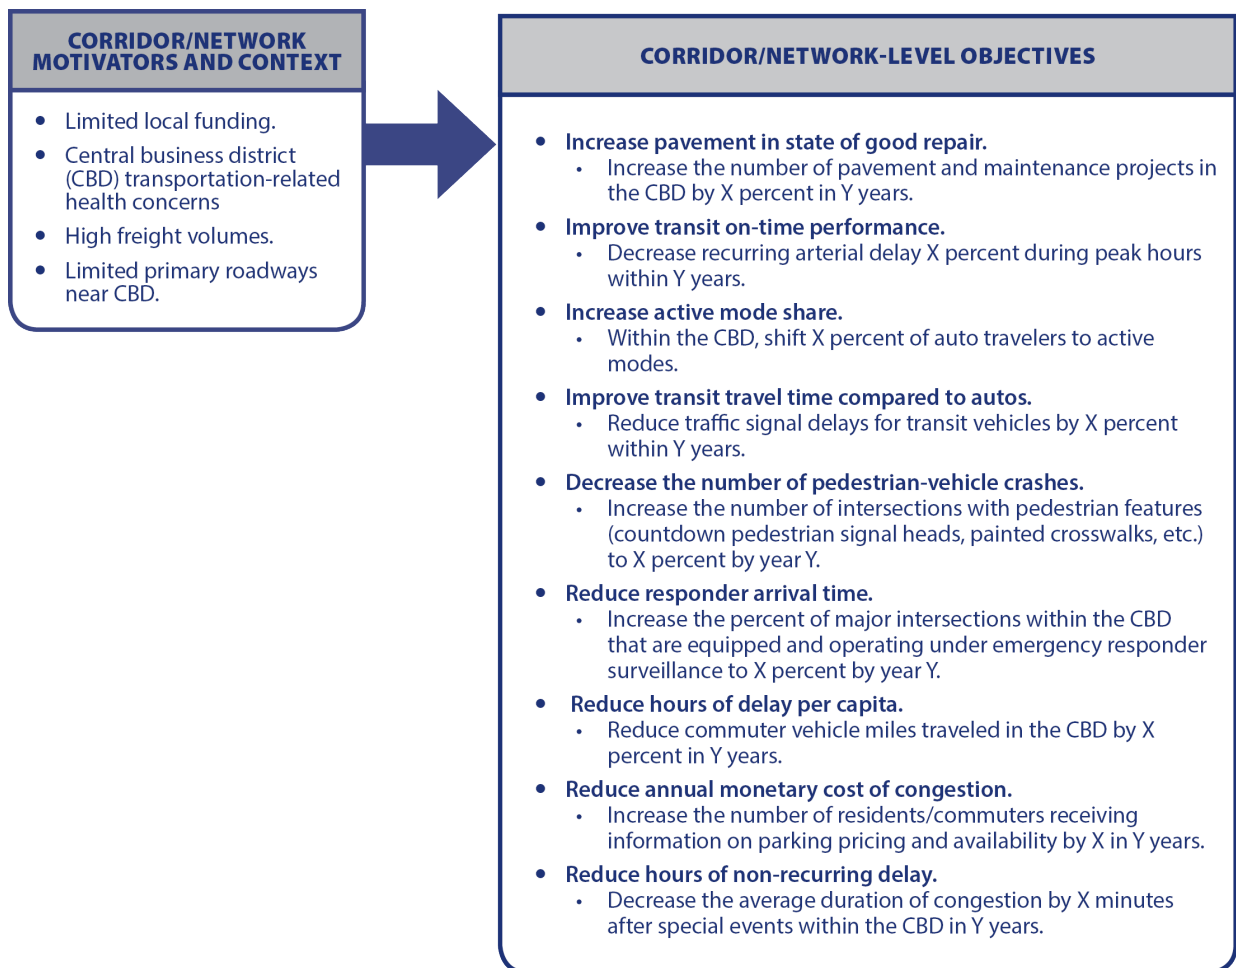 CORRIDOR/NETWORK
MOTIVATORS AND CONTEXT
• Limited local funding.
• Central business district
(CBD) transportation-related
health concerns
• High freight volumes.
• Limited primary roadways
near CBD.
CORRIDOR/NETWORK-LEVEL OBJECTIVES
• Increase pavement in state of good repair.
• Increase the number of pavement and maintenance projects in
the CBD by X percent in Y years.
• Improve transit on-time performance.
• Decrease recurring arterial delay X percent during peak hours
within Y years.
• Increase active mode share.
• Within the CBD, shift X percent of auto travelers to active
modes.
• Improve transit travel time compared to autos.
• Reduce traffic signal delays for transit vehicles by X percent
within Y years.
• Decrease the number of pedestrian-vehicle crashes.
• Increase the number of intersections with pedestrian features
(countdown pedestrian signal heads, painted crosswalks, etc.)
to X percent by year Y.
• Reduce responder arrival time.
• Increase the percent of major intersections within the CBD
that are equipped and operating under emergency responder
surveillance to X percent by year Y.
• Reduce hours of delay per capita.
• Reduce commuter vehicle miles traveled in the CBD by X
percent in Y years.
• Reduce annual monetary cost of congestion.
• Increase the number of residents/commuters receiving
information on parking pricing and availability by X in Y years.
• Reduce hours of non-recurring delay.
• Decrease the average duration of congestion by X minutes
after special events within the CBD in Y years.